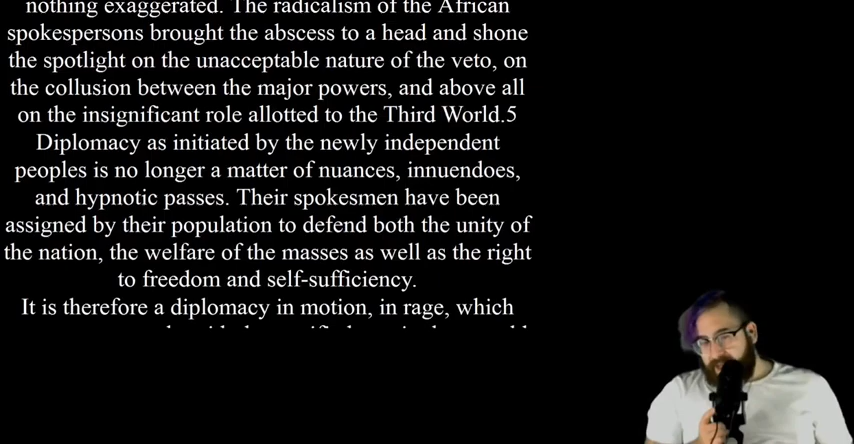 nothing exaggerated. The radicalism of the African
spokespersons brought the abscess to a head and shone
the spotlight on the unacceptable nature of the veto, on
the collusion between the major powers, and above all
on the insignificant role allotted to the Third World.5
Diplomacy as initiated by the newly independent
peoples is no longer a matter of nuances, innuendoes,
and hypnotic passes. Their spokesmen have been
assigned by their population to defend both the unity of
the nation, the welfare of the masses as well as the right
to freedom and self-sufficiency.
It is therefore a diplomacy in motion, in rage, which